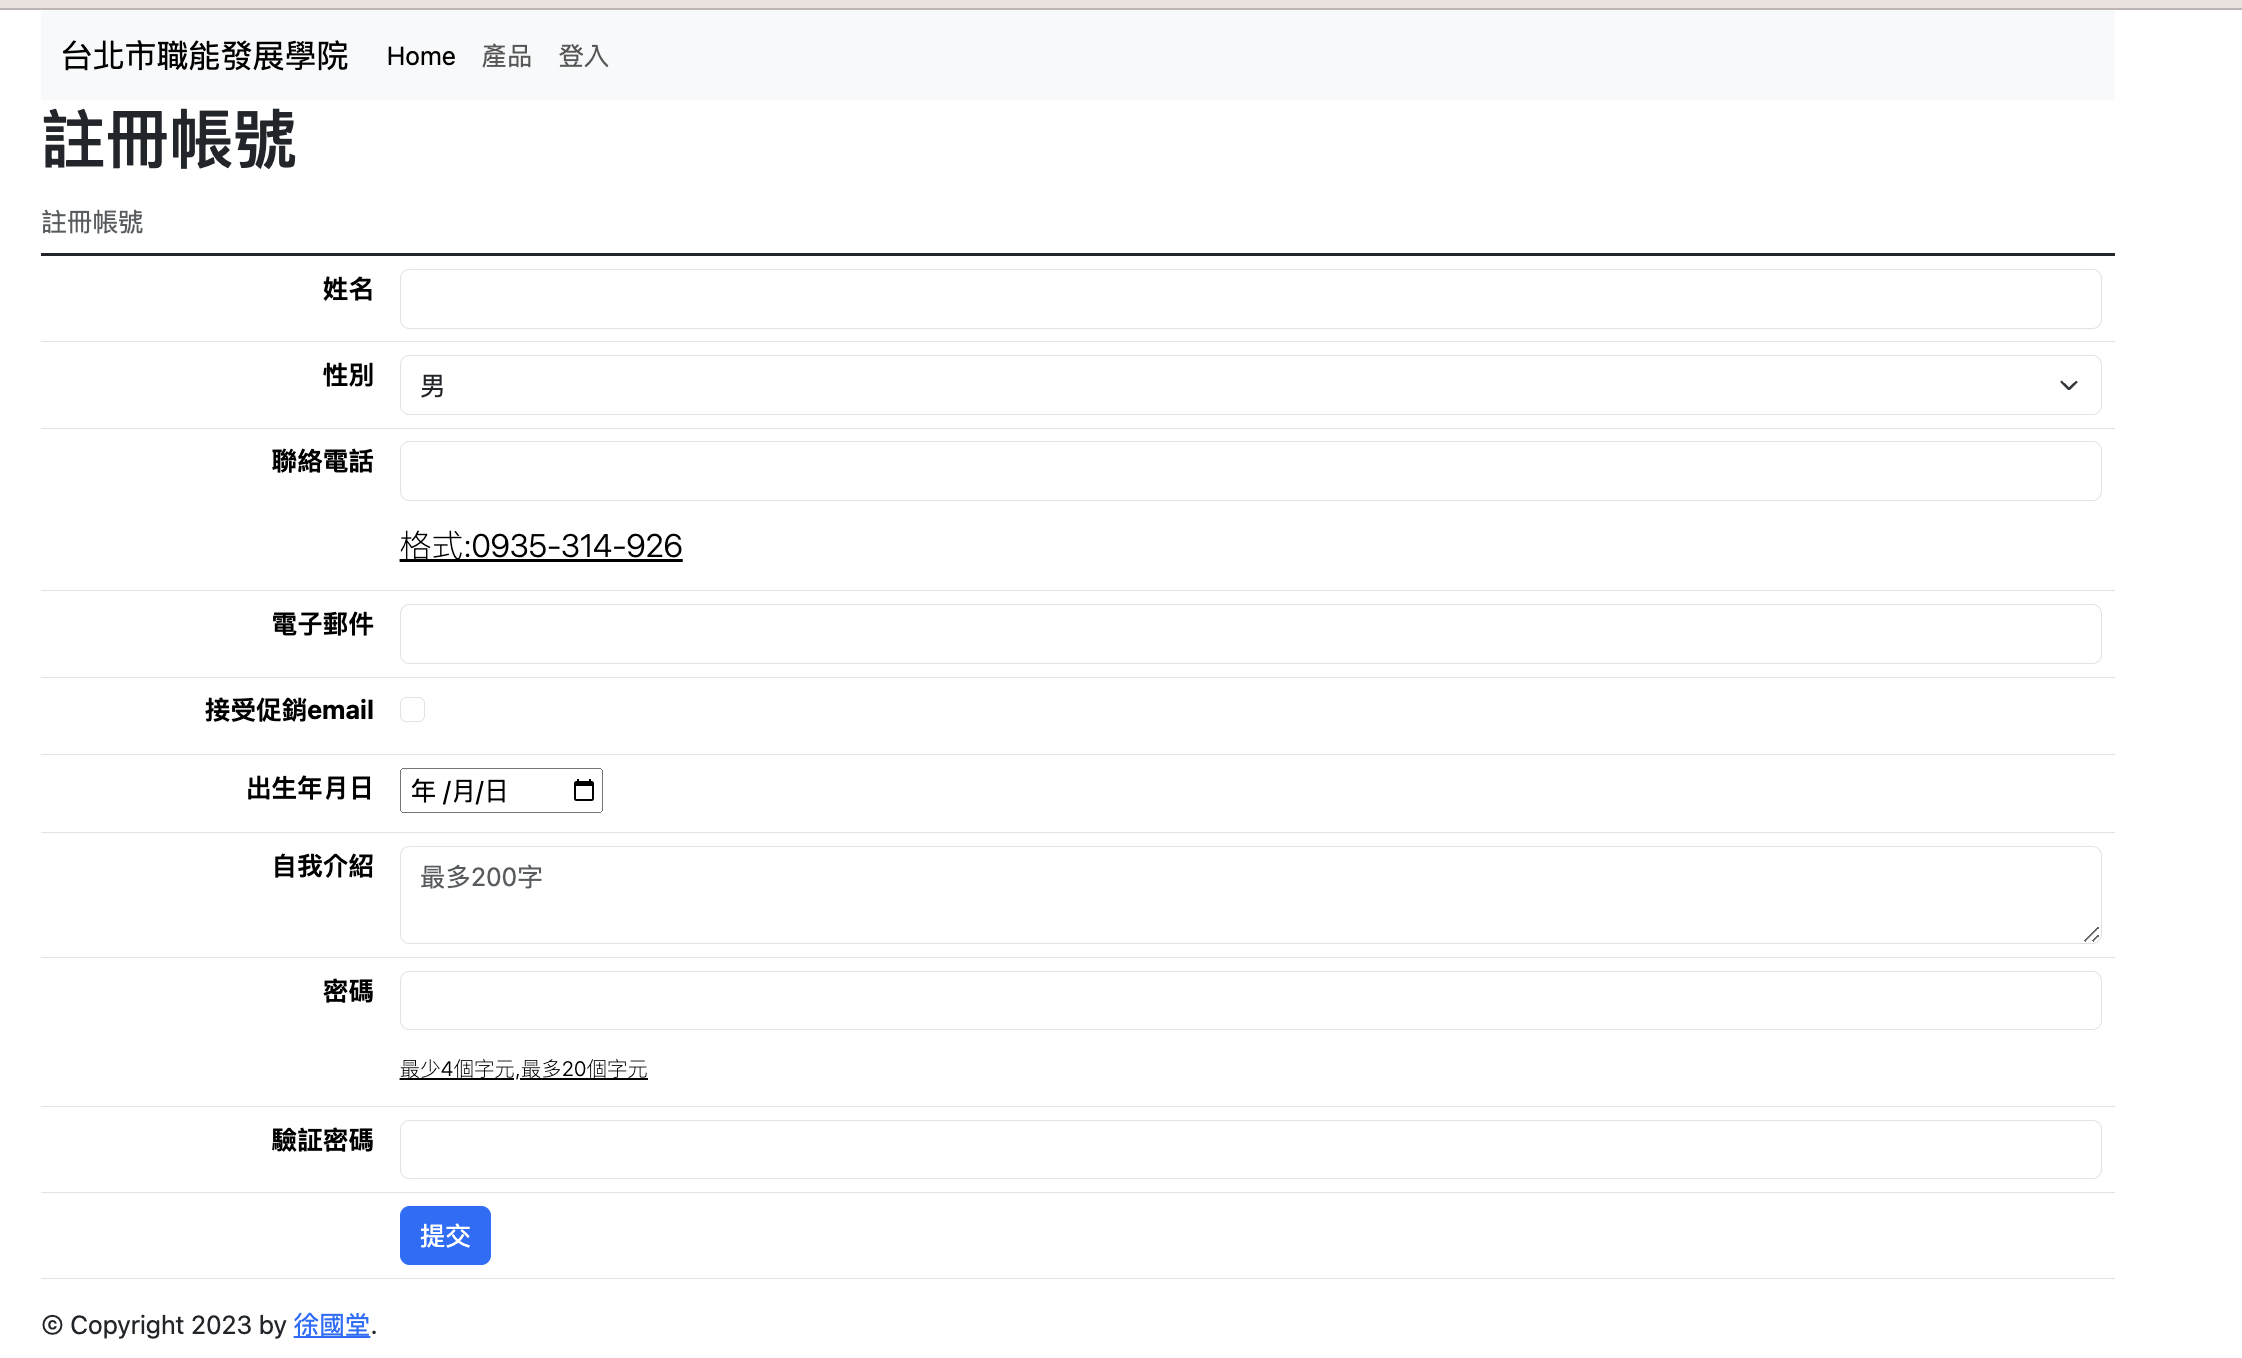 台北市職能發展學院 Home 產品 登入
註冊帳號
註冊帳號
姓名
性別 男
聯絡電話
格式:0935-314-926
電子郵件
接受促銷email
出生年月日 年 /月/日
自我介紹 最多200字
密碼
最少4個字元,最多20個字元
驗証密碼
提交
© Copyright 2023 by 徐國堂.